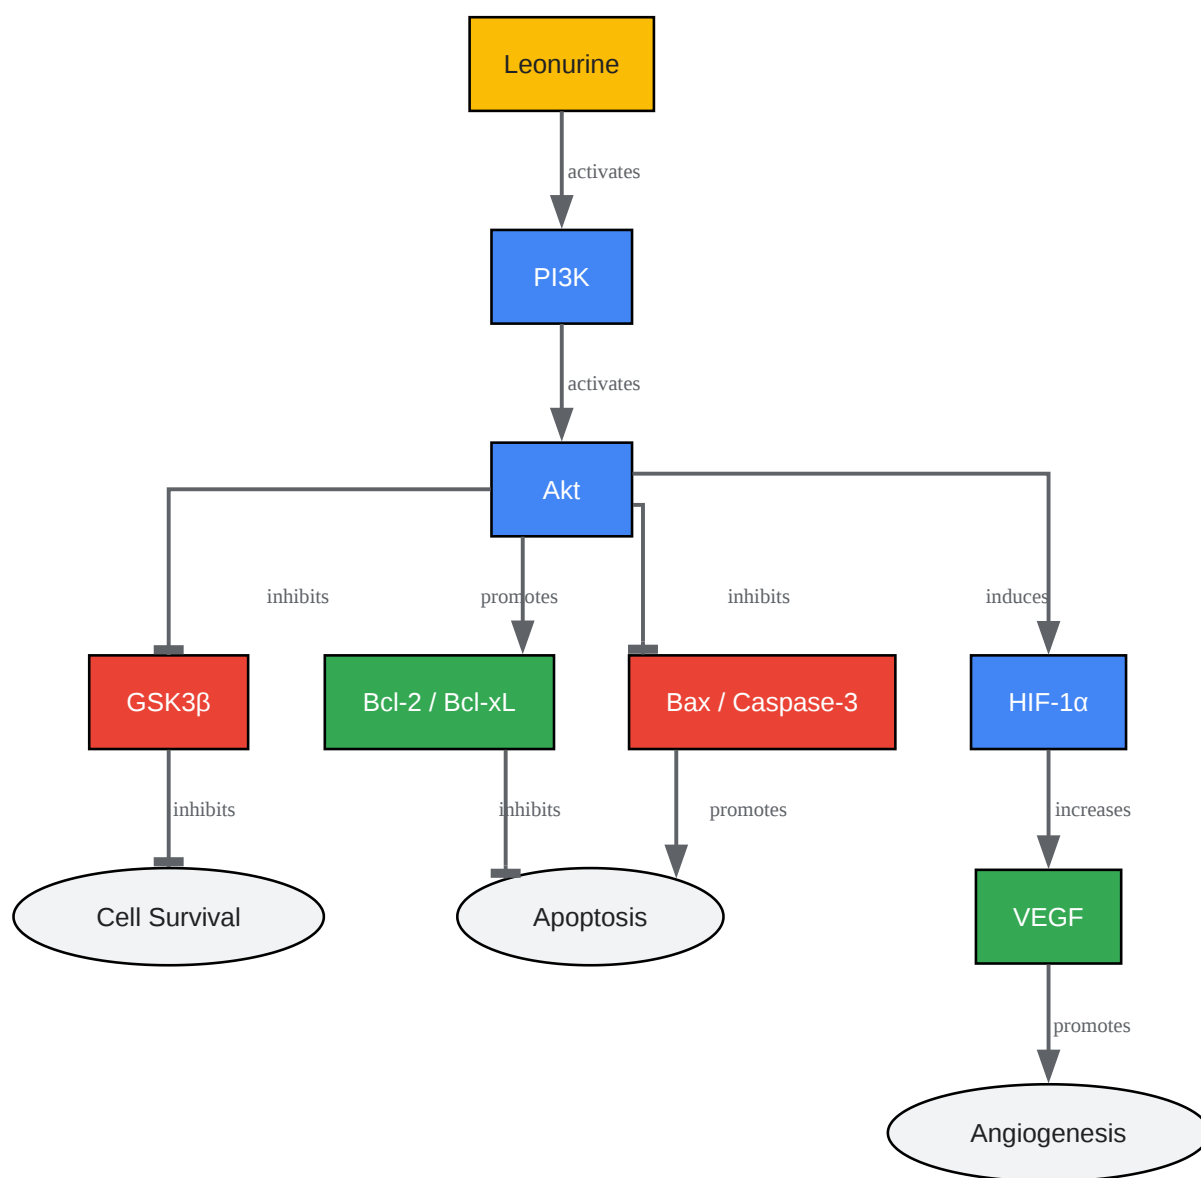 Leonurine
activates
PI3K
activates
Akt
inhibits
promotes
inhibits
induces
GSK3β
Bcl-2 / Bcl-xL
Bax / Caspase-3
HIF-1α
inhibits
inhibits
promotes
increases
Cell Survival
Apoptosis
VEGF
promotes
Angiogenesis